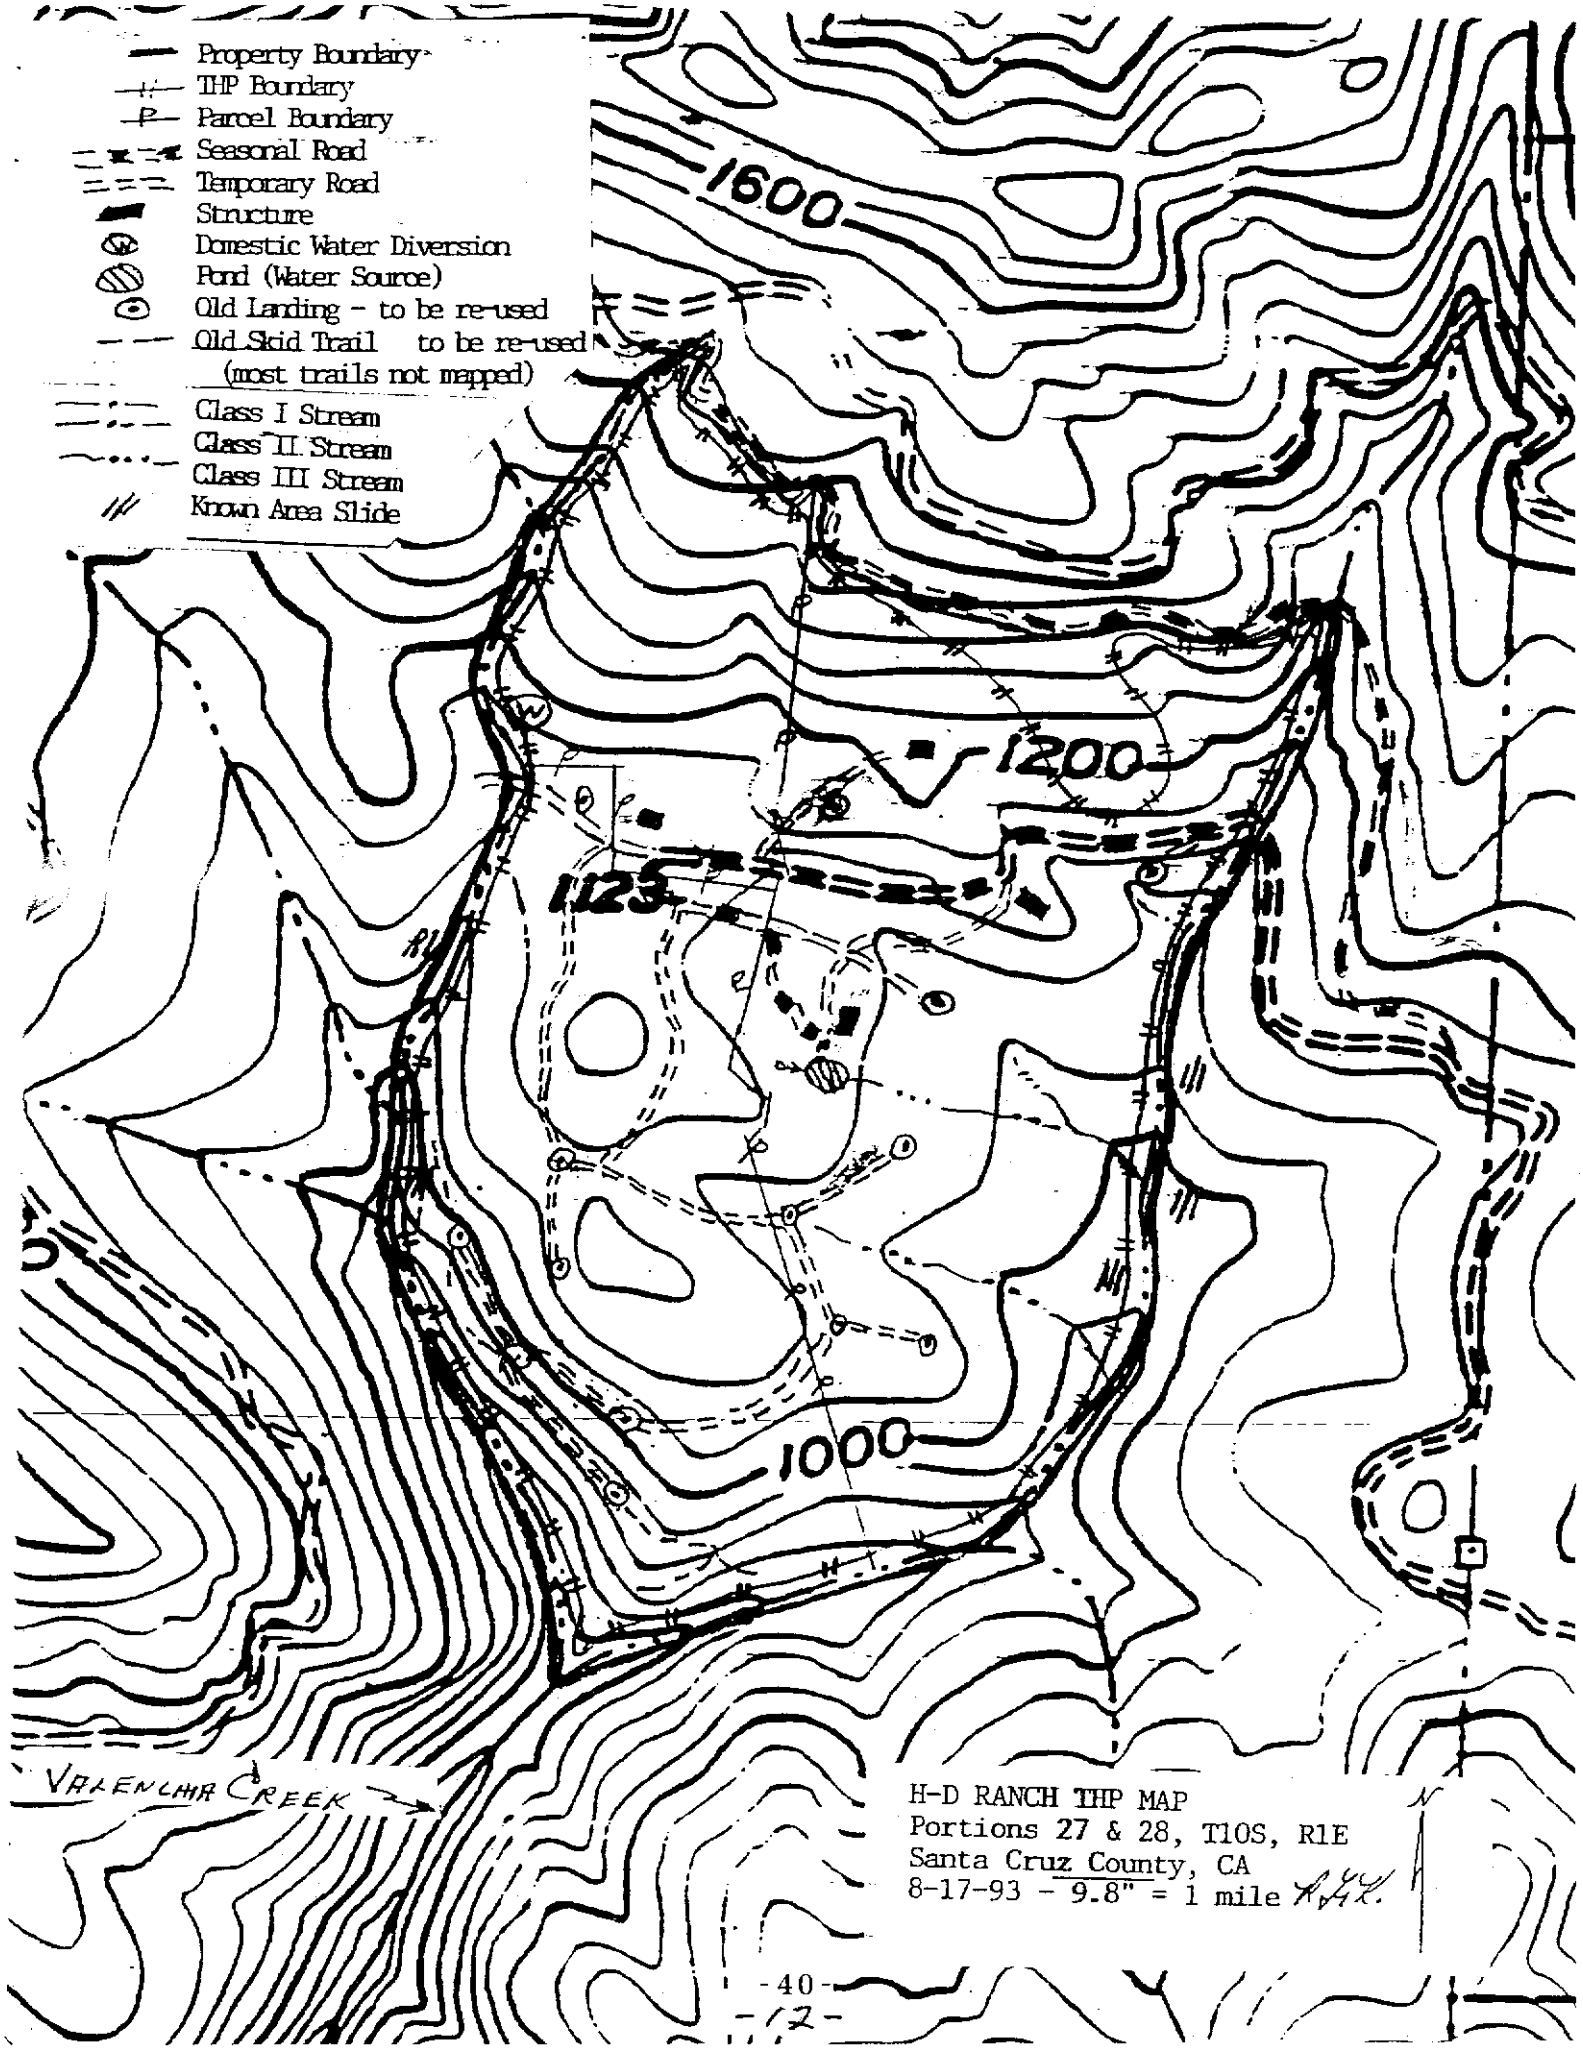 Property Boundary
THP Boundary
Parcel Boundary
Seasonal Road
Temporary Road
Structure
W Domestic Water Diversion
Pond (Water Source)
Old Landing - to be re-used
Old Skid Trail to be re-used
(most trails not mapped)
Class I Stream
Class II Stream
Class III Stream
Known Area Slide
1600
W
1200
1123
1000
VALENCHIA CREEK
H-D RANCH THP MAP
Portions 27 & 28, T10S, R1E
Santa Cruz County, CA
8-17-93 - 9.8" = 1 mile
N
-40-